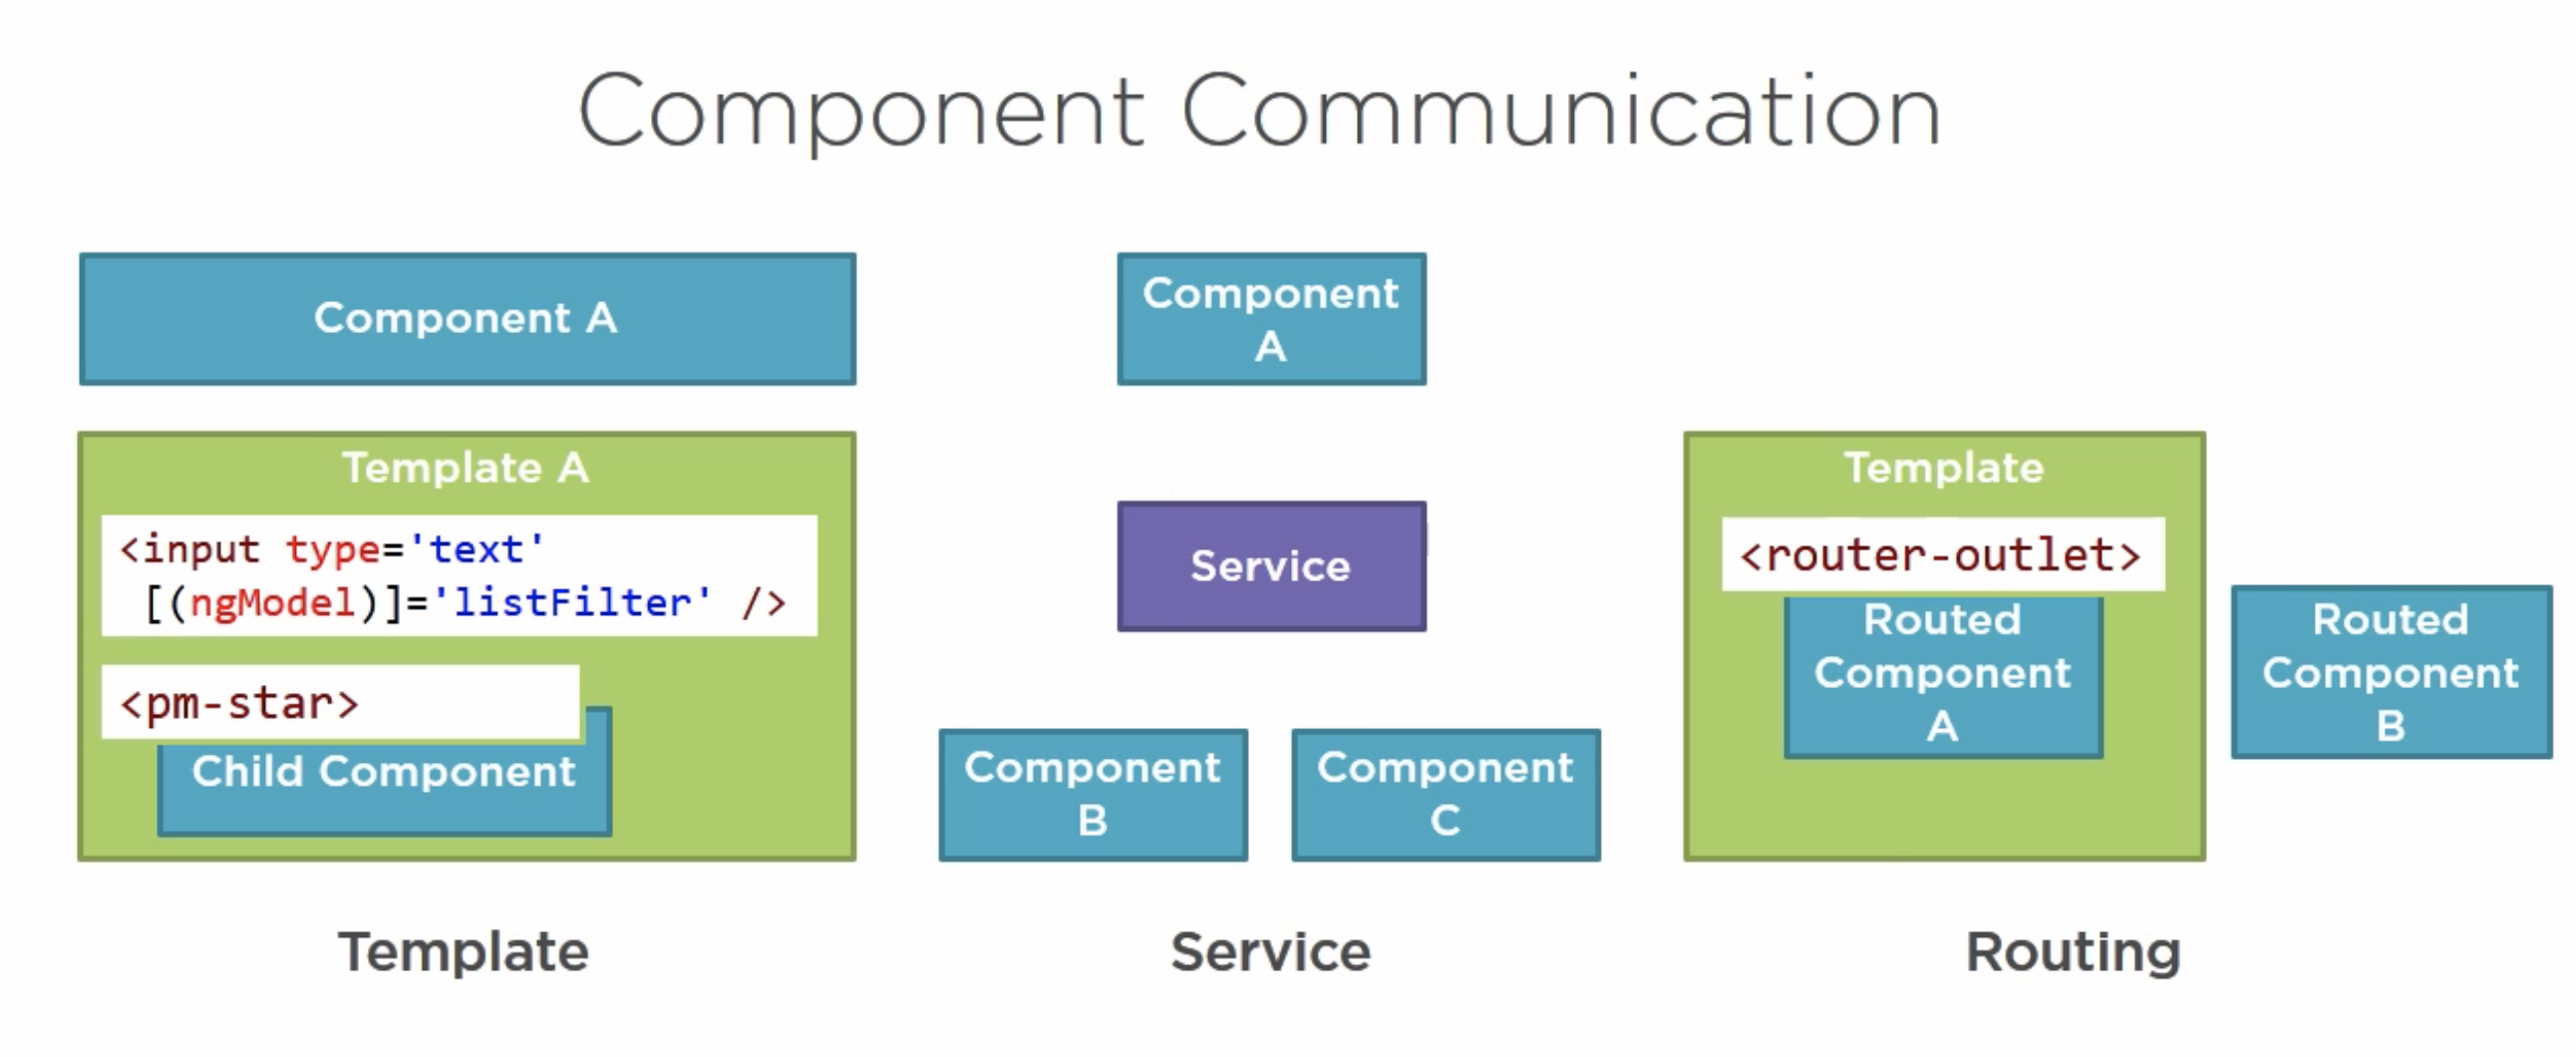 Component Communication
Component A
Template A
<input type='text'
[(ngModel)]='listFilter' />
<pm-star>
Child Component
Template
Component
A
Service
Component
B
Component
C
Service
Template
<router-outlet>
Routed
Component
A
Routed
Component
B
Routing